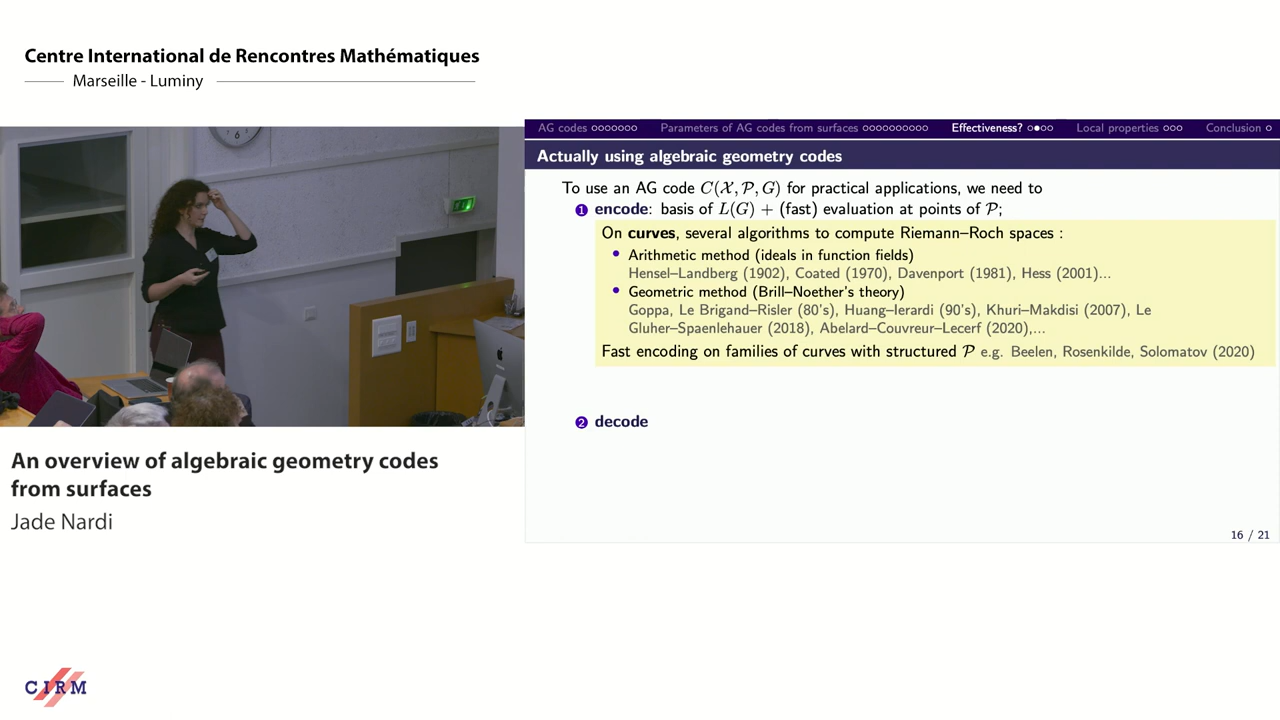 Centre International de Rencontres Mathématiques
Marseille - Luminy
AG codes Parameters of AG codes from surfaces Effectiveness? Local properties Conclusion
Actually using algebraic geometry codes
To use an AG code C(X, P, G) for practical applications, we need to
1 encode: basis of L(G) + (fast) evaluation at points of P;
On curves, several algorithms to compute Riemann–Roch spaces :
• Arithmetic method (ideals in function fields)
Hensel–Landberg (1902), Coated (1970), Davenport (1981), Hess (2001)...
• Geometric method (Brill–Noether's theory)
Goppa, Le Brigand–Risler (80's), Huang–Ierardi (90's), Khuri–Makdisi (2007), Le
Gluher–Spaenlehauer (2018), Abelard–Couvreur–Lecerf (2020),...
Fast encoding on families of curves with structured P e.g. Beelen, Rosenkilde, Solomatov (2020)
2 decode
16 / 21
An overview of algebraic geometry codes
from surfaces
Jade Nardi
CIRM